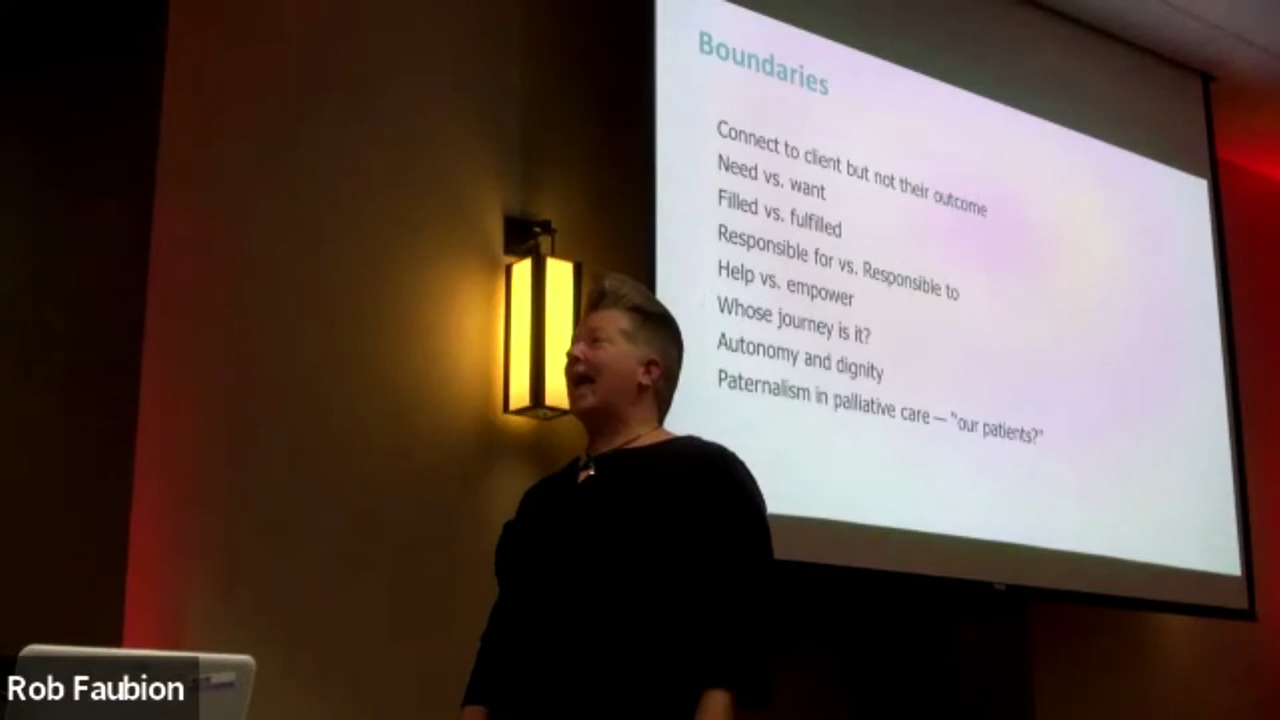 Boundaries
Connect to client but not their outcome
Need vs. want
Filled vs. fulfilled
Responsible for vs. Responsible to
Help vs. empower
Whose journey is it?
Autonomy and dignity
Paternalism in palliative care – "our patients?"
Rob Faubion